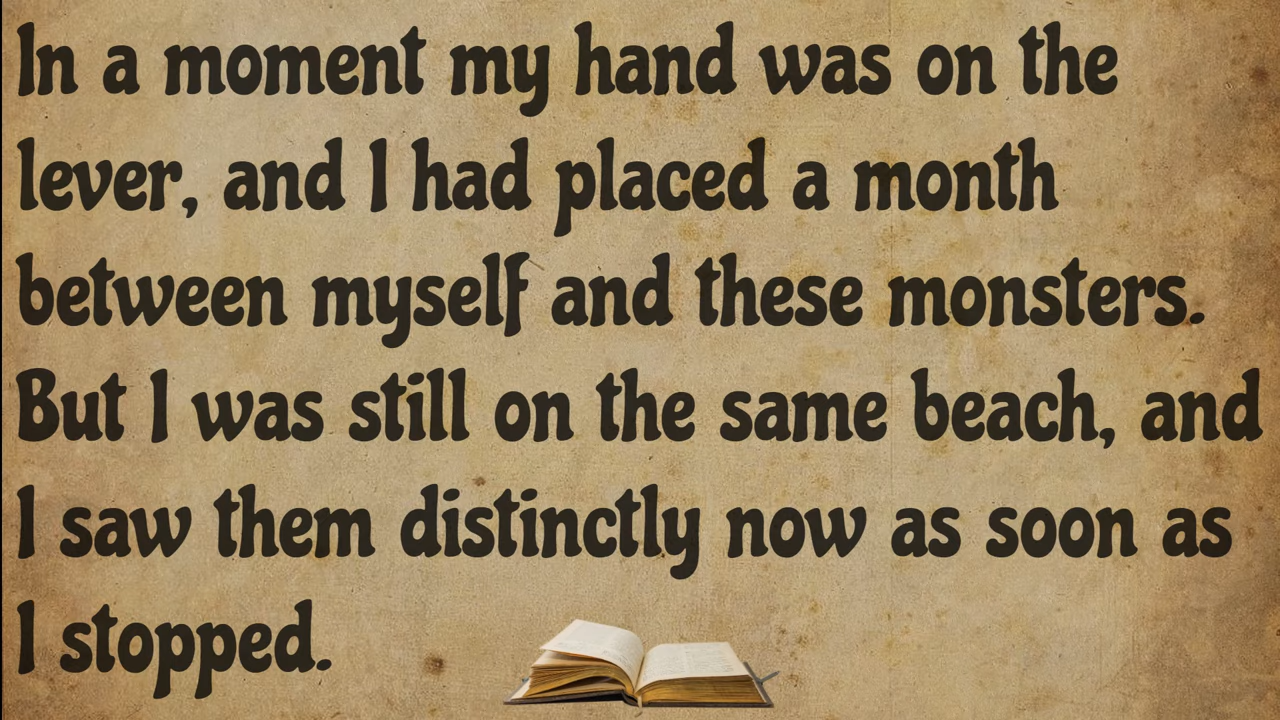 In a moment my hand was on the
lever, and I had placed a month
between myself and these monsters.
But I was still on the same beach, and
I saw them distinctly now as soon as
I stopped.